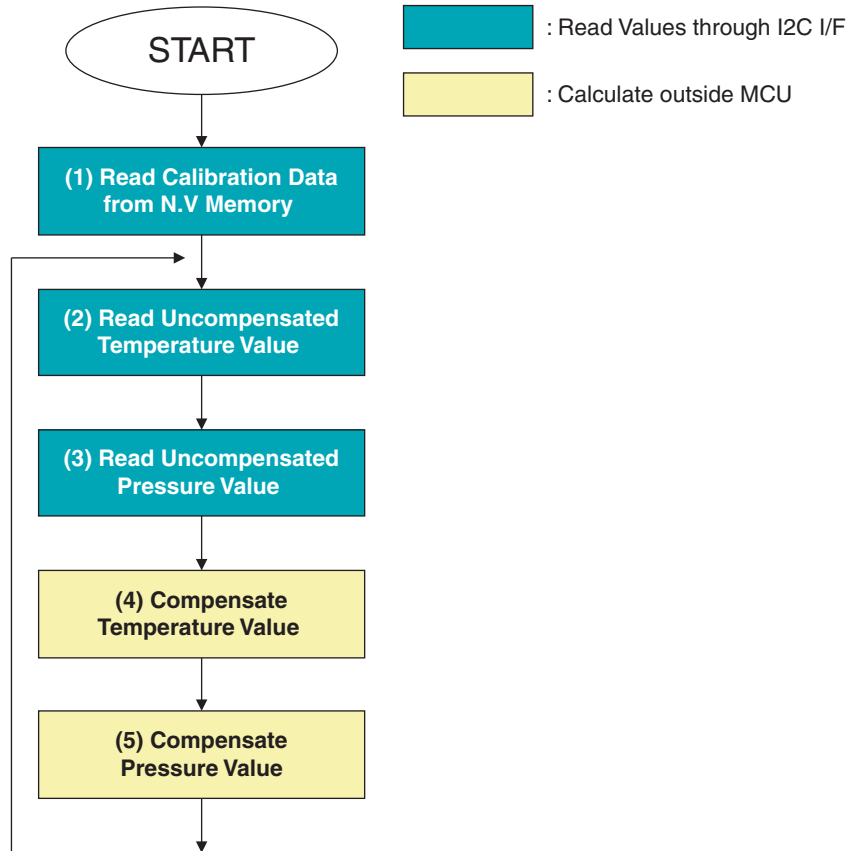 START
: Read Values through I2C I/F
: Calculate outside MCU
(1) Read Calibration Data
from N.V Memory
(2) Read Uncompensated
Temperature Value
(3) Read Uncompensated
Pressure Value
(4) Compensate
Temperature Value
(5) Compensate
Pressure Value